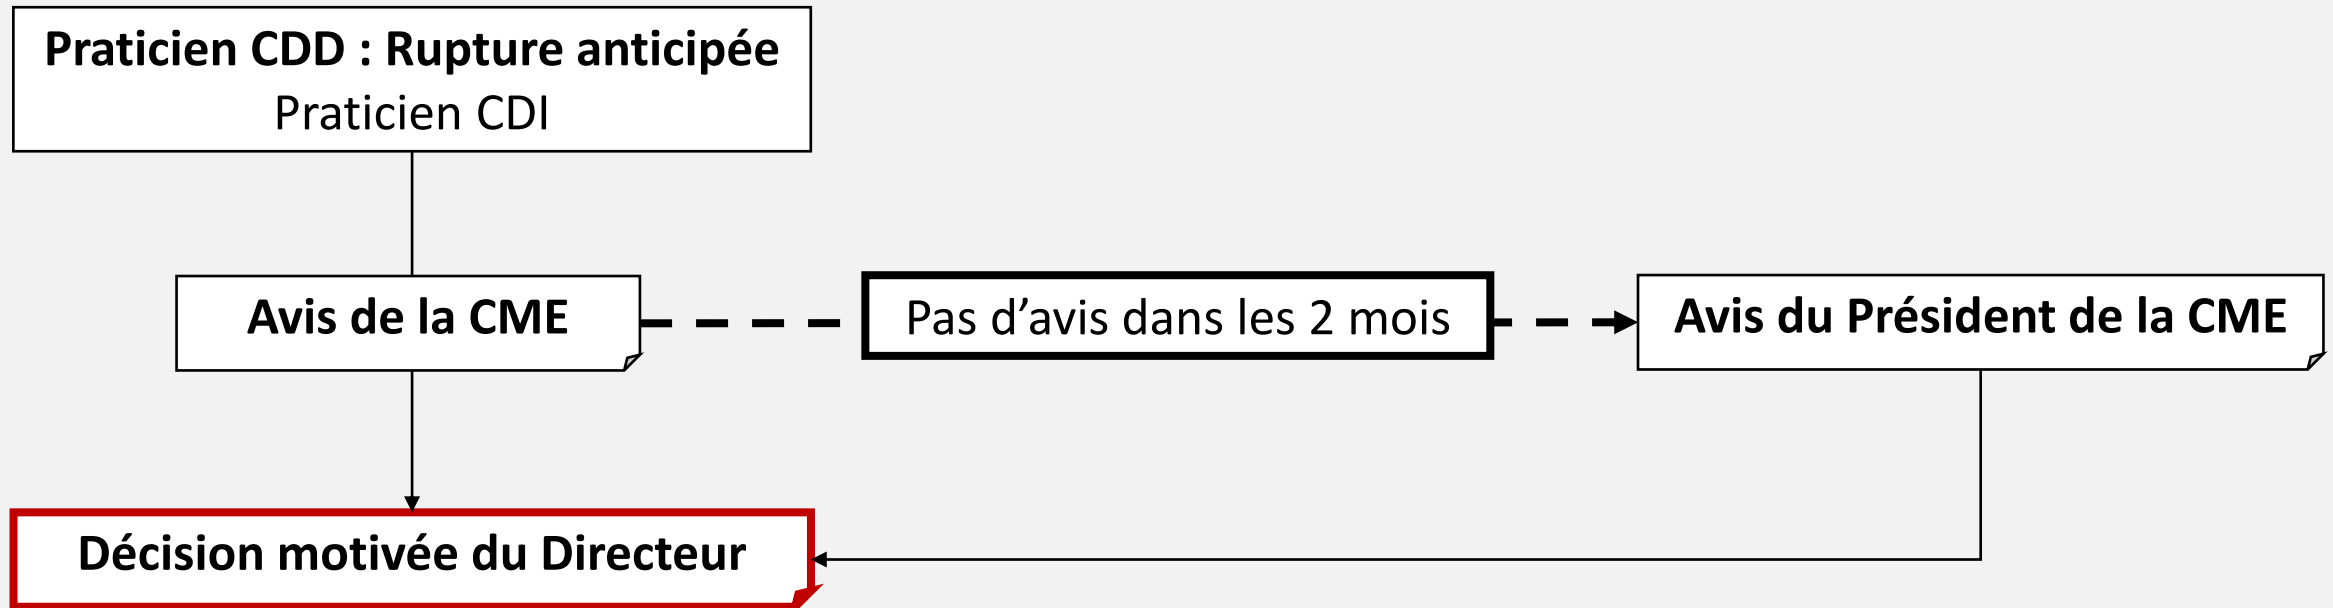 Praticien CDD : Rupture anticipée
Praticien CDI
Avis de la CME
Pas d’avis dans les 2 mois
Avis du Président de la CME
Décision motivée du Directeur